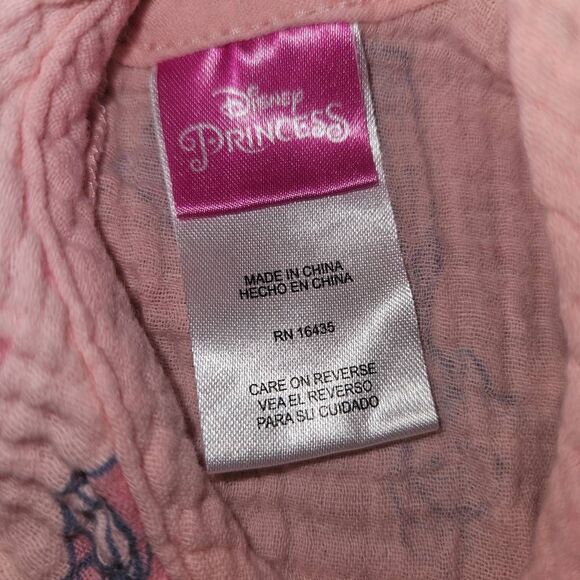 Disney
PRINCESS
MADE IN CHINA
HECHO EN CHINA
RN 16435
CARE ON REVERSE
VEA EL REVERSO
PARA SU CUIDADO